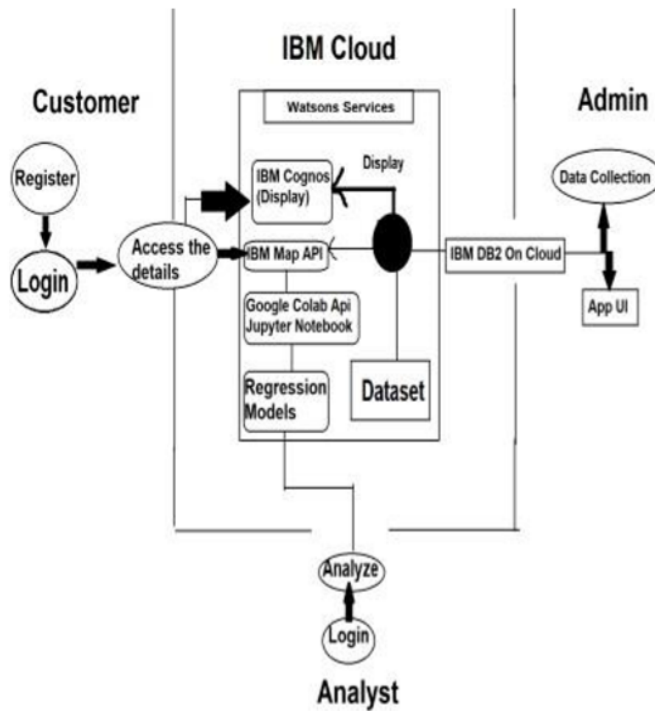 IBM Cloud
Customer
Admin
Watsons Services
Register
IBM Cognos
(Display)
Display
Data Collection
Login
Access the
details
IBM Map API
IBM DB2 On Cloud
App UI
Google Colab Api
Jupyter Notebook
Regression
Models
Dataset
Analyze
Login
Analyst